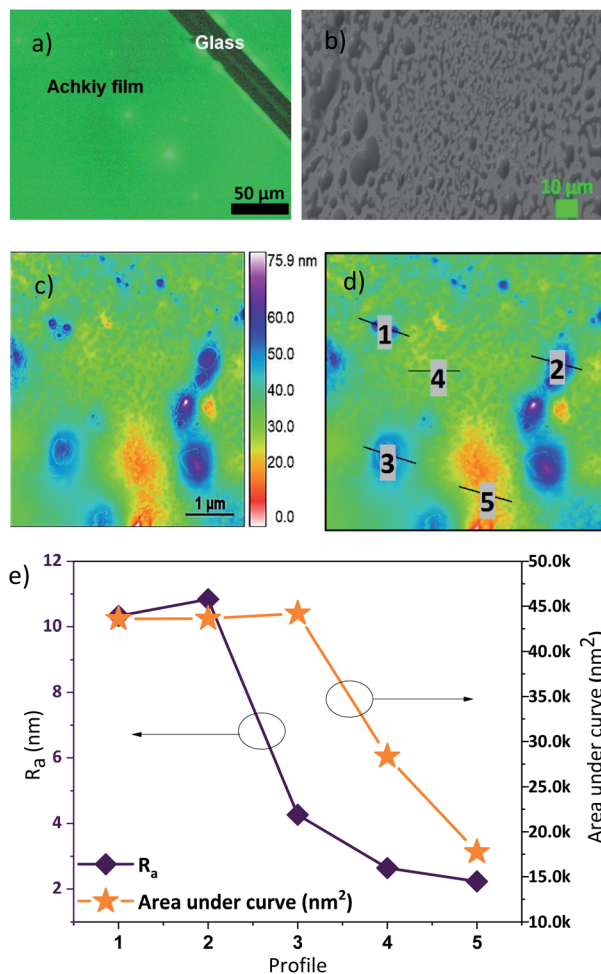 a)
Glass
Achkiy film
50 µm
b)
10 µm
c)
75.9 nm
60.0
50.0
40.0
30.0
20.0
0.0
1 µm
d)
1
2
3
4
5
e)
12
10
8
6
4
2
Ra (nm)
50.0k
45.0k
40.0k
35.0k
30.0k
23.0k
18.0k
15.0k
10.0k
Area under curve (nm2)
Ra
Area under curve (nm2)
1 2 3 4 5
Profile